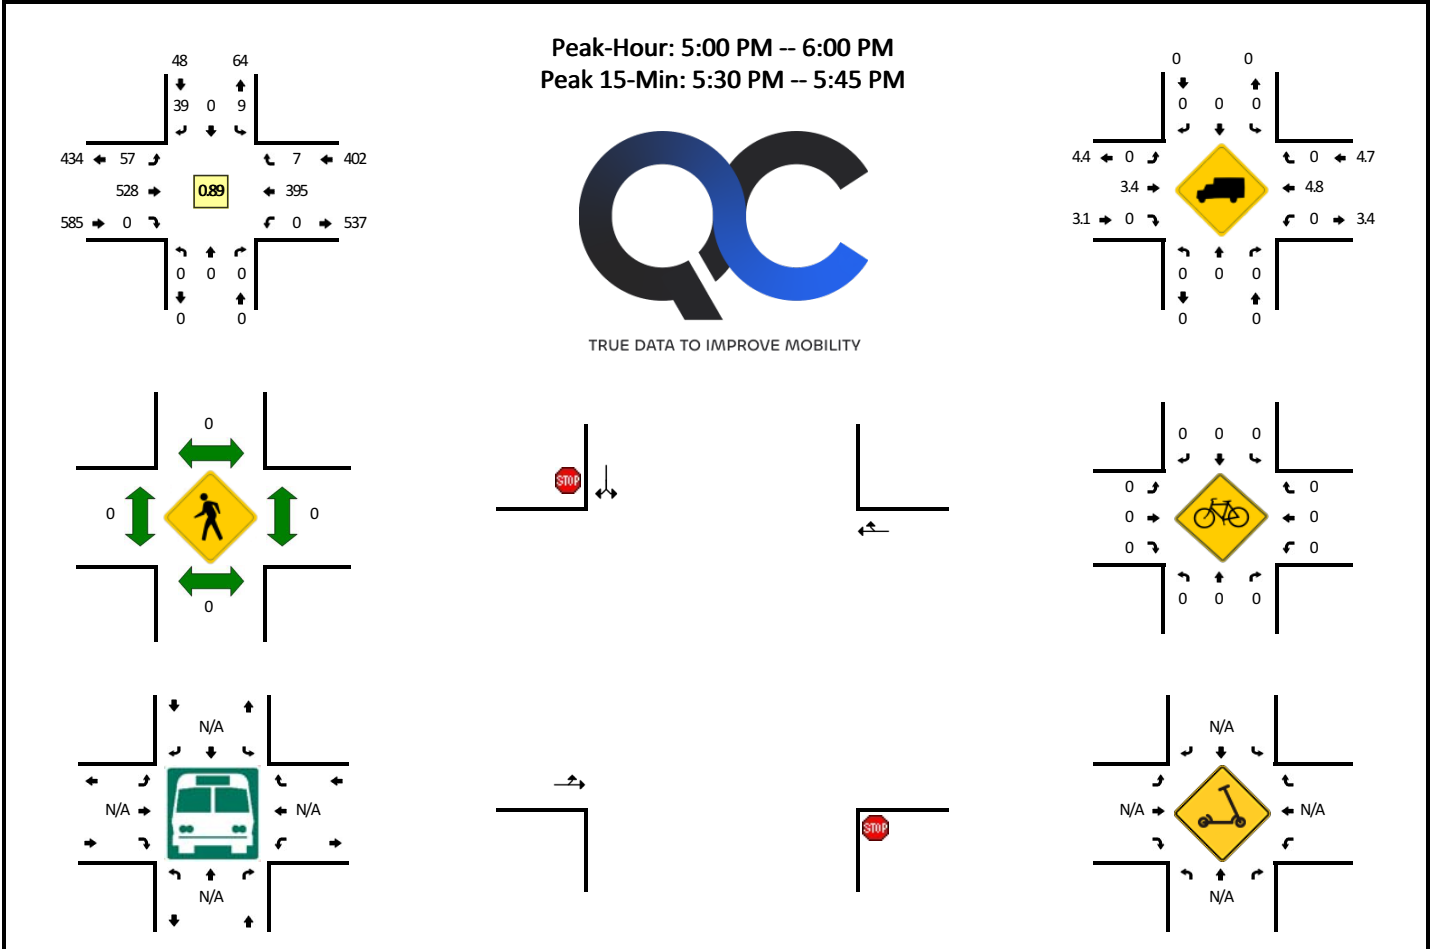 Peak-Hour: 5:00 PM -- 6:00 PM
Peak 15-Min: 5:30 PM -- 5:45 PM
48 64
39 0 9
434 57 7 402
528 0.89 395
585 0 0 537
0 0 0
0 0
QC
TRUE DATA TO IMPROVE MOBILITY
0 0
0 0 0
4.4 0 0 4.7
3.4 4.8
3.1 0 0 3.4
0 0 0
0 0
0
0 0
0
STOP
STOP
0 0 0
0 0
0 0
0 0
0 0 0
N/A
N/A N/A
N/A
N/A
N/A N/A
N/A